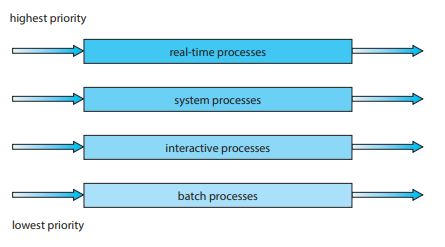 highest priority
real-time processes
system processes
interactive processes
batch processes
lowest priority